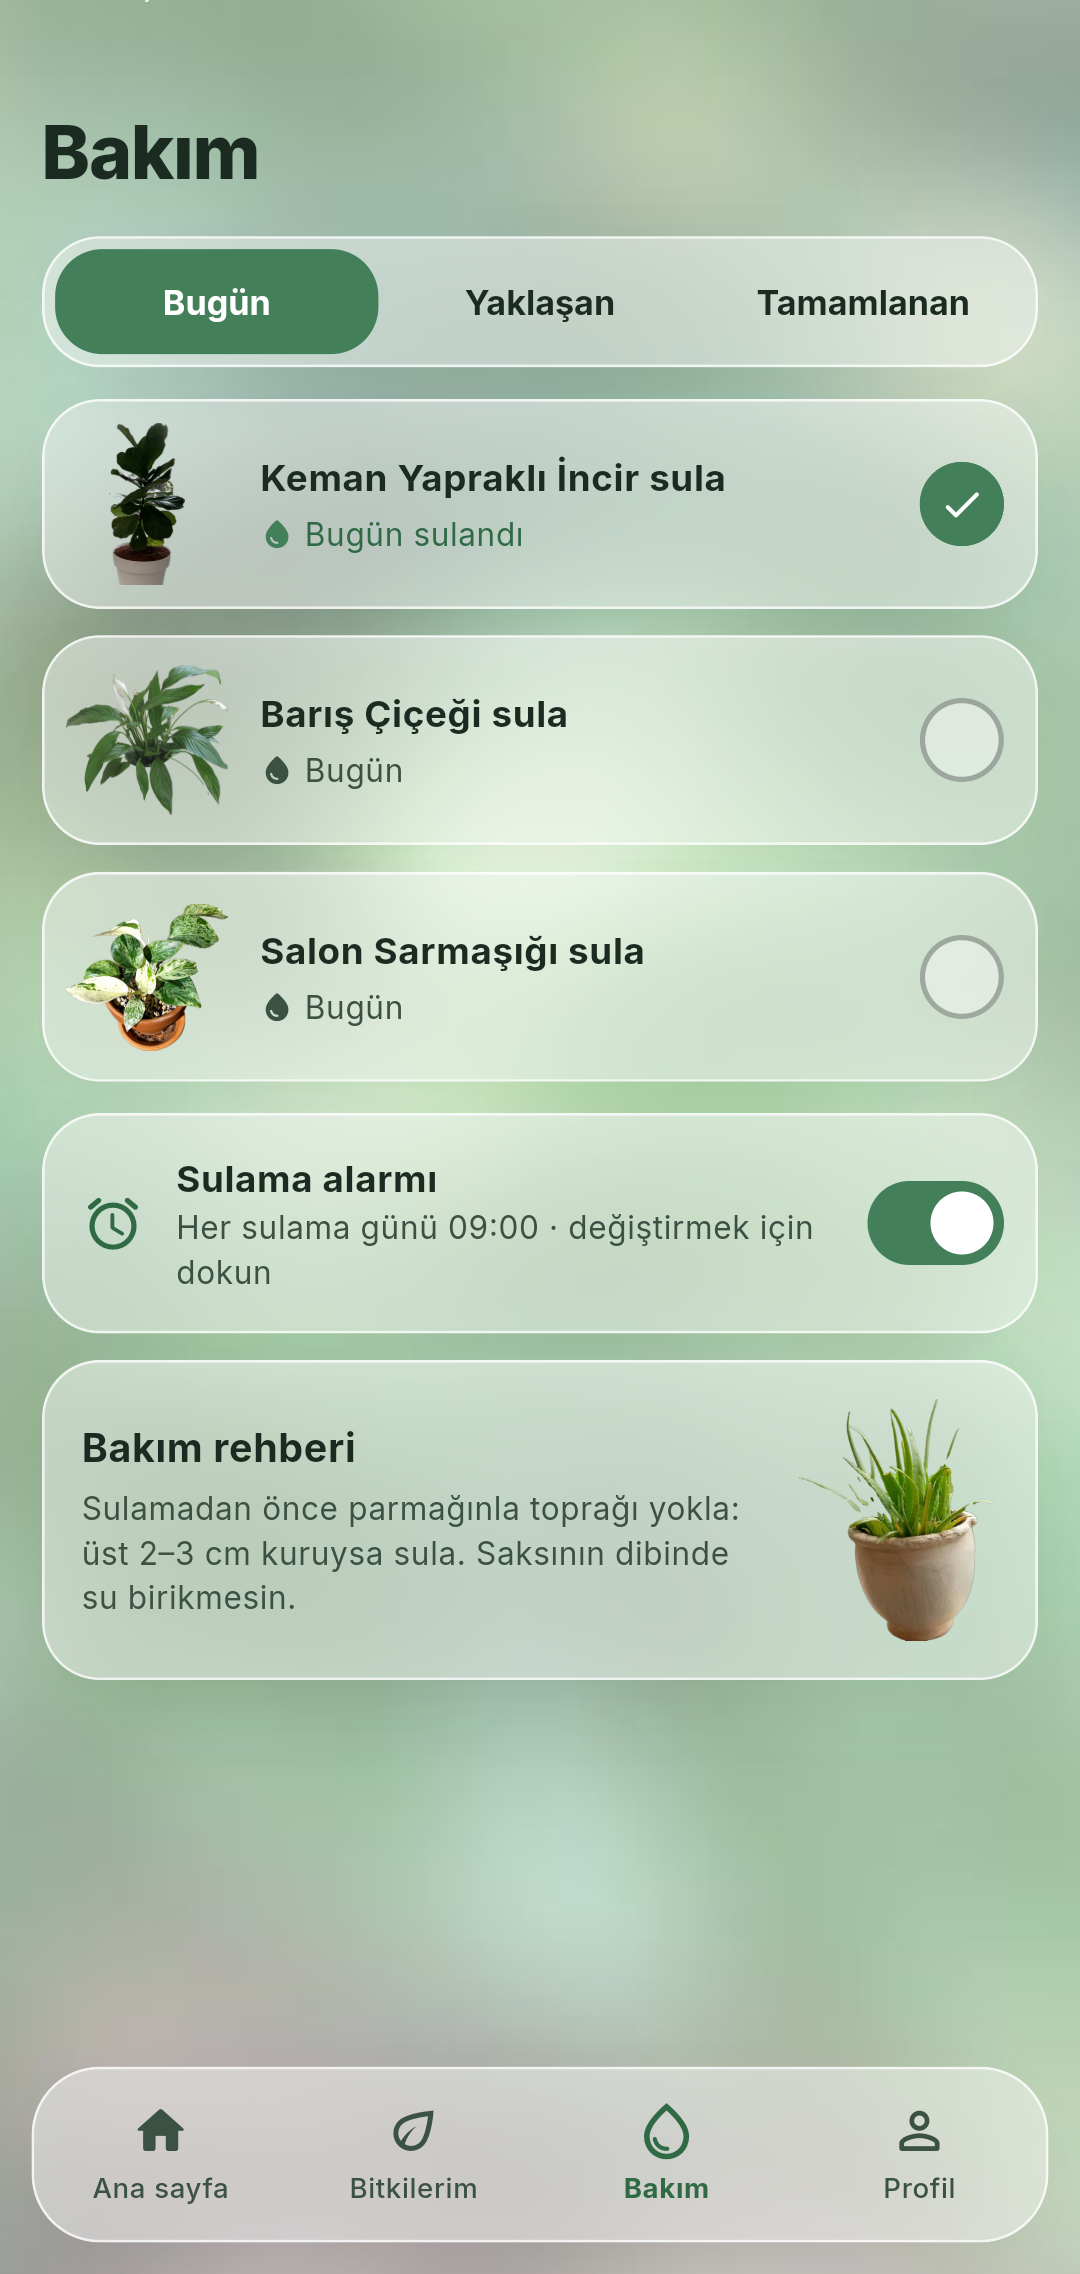 Bakım
Bugün
Yaklaşan
Tamamlanan
Keman Yapraklı İncir sula
Bugün sulandı
Barış Çiçeği sula
Bugün
Salon Sarmaşığı sula
Bugün
Sulama alarmı
Her sulama günü 09:00 · değiştirmek için
dokun
Bakım rehberi
Sulamadan önce parmağınla toprağı yokla:
üst 2–3 cm kuruysa sula. Saksının dibinde
su birikmesin.
Ana sayfa
Bitkilerim
Bakım
Profil